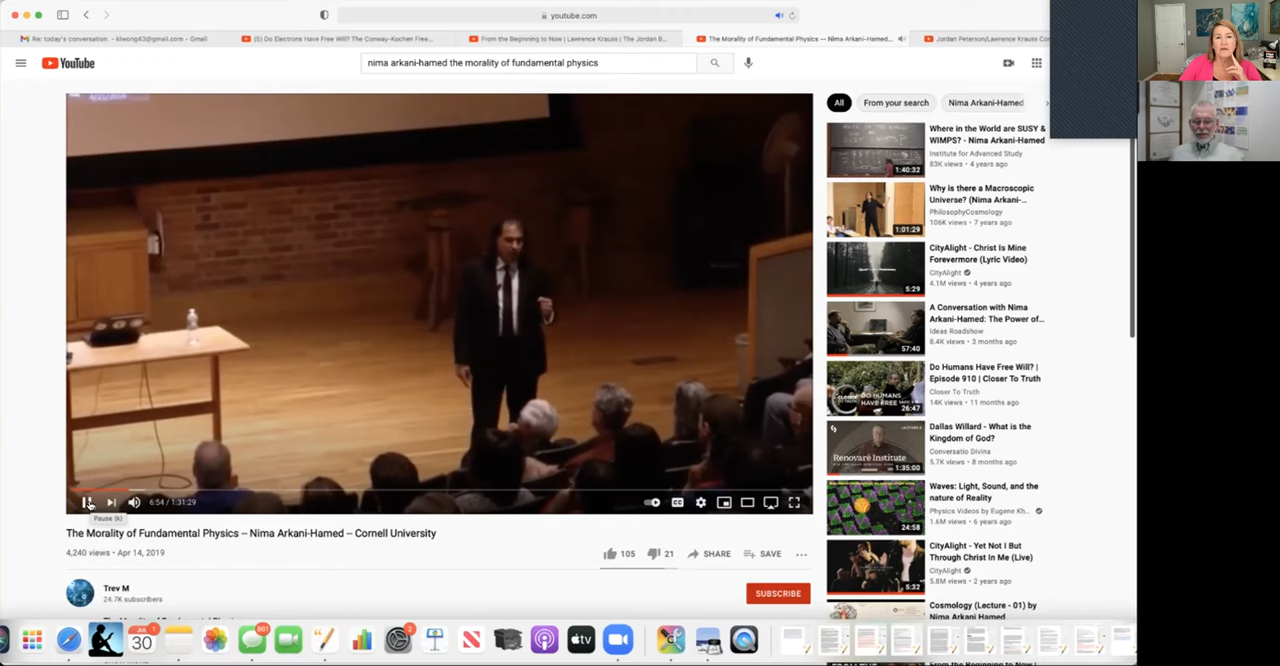 youtube.com
Re: today's conversation. - klwong43@gmail.com - Gmail
(5) Do Electrons Have Free Will? The Conway-Kochen Free...
From the Beginning to Now | Lawrence Krauss | The Jordan B...
The Morality of Fundamental Physics -- Nima Arkani-Hamed...
Jordan Peterson/Lawrence Krauss Con
YouTube
nima arkani-hamed the morality of fundamental physics
All
From your search
Nima Arkani-Hamed
Where in the World are SUSY &
WIMPS? - Nima Arkani-Hamed
Institute for Advanced Study
83K views • 4 years ago
1:40:32
Why is there a Macroscopic
Universe? (Nima Arkani-...
PhilosophyCosmology
106K views • 7 years ago
1:01:29
CityAlight - Christ Is Mine
Forevermore (Lyric Video)
CityAlight
4.1M views • 4 years ago
5:29
A Conversation with Nima
Arkani-Hamed: The Power of...
Ideas Roadshow
8.4K views • 3 months ago
57:40
Do Humans Have Free Will? |
Episode 910 | Closer To Truth
Closer To Truth
14K views • 11 months ago
26:47
Dallas Willard - What is the
Kingdom of God?
Conversatio Divina
5.7K views • 8 months ago
Renovaré Institute
1:35:00
Waves: Light, Sound, and the
nature of Reality
Physics Videos by Eugene Kh...
1.6M views • 6 years ago
24:58
CityAlight - Yet Not I But
Through Christ In Me (Live)
CityAlight
5.8M views • 2 years ago
5:32
Cosmology (Lecture - 01) by
Nima Arkani Hamed
6:54 / 1:31:29
CC
Pause (k)
The Morality of Fundamental Physics -- Nima Arkani-Hamed -- Cornell University
4,240 views • Apr 14, 2019
105
21
SHARE
SAVE
Trev M
24.7K subscribers
SUBSCRIBE
JUL
30
tv
From the Beginning to Now |